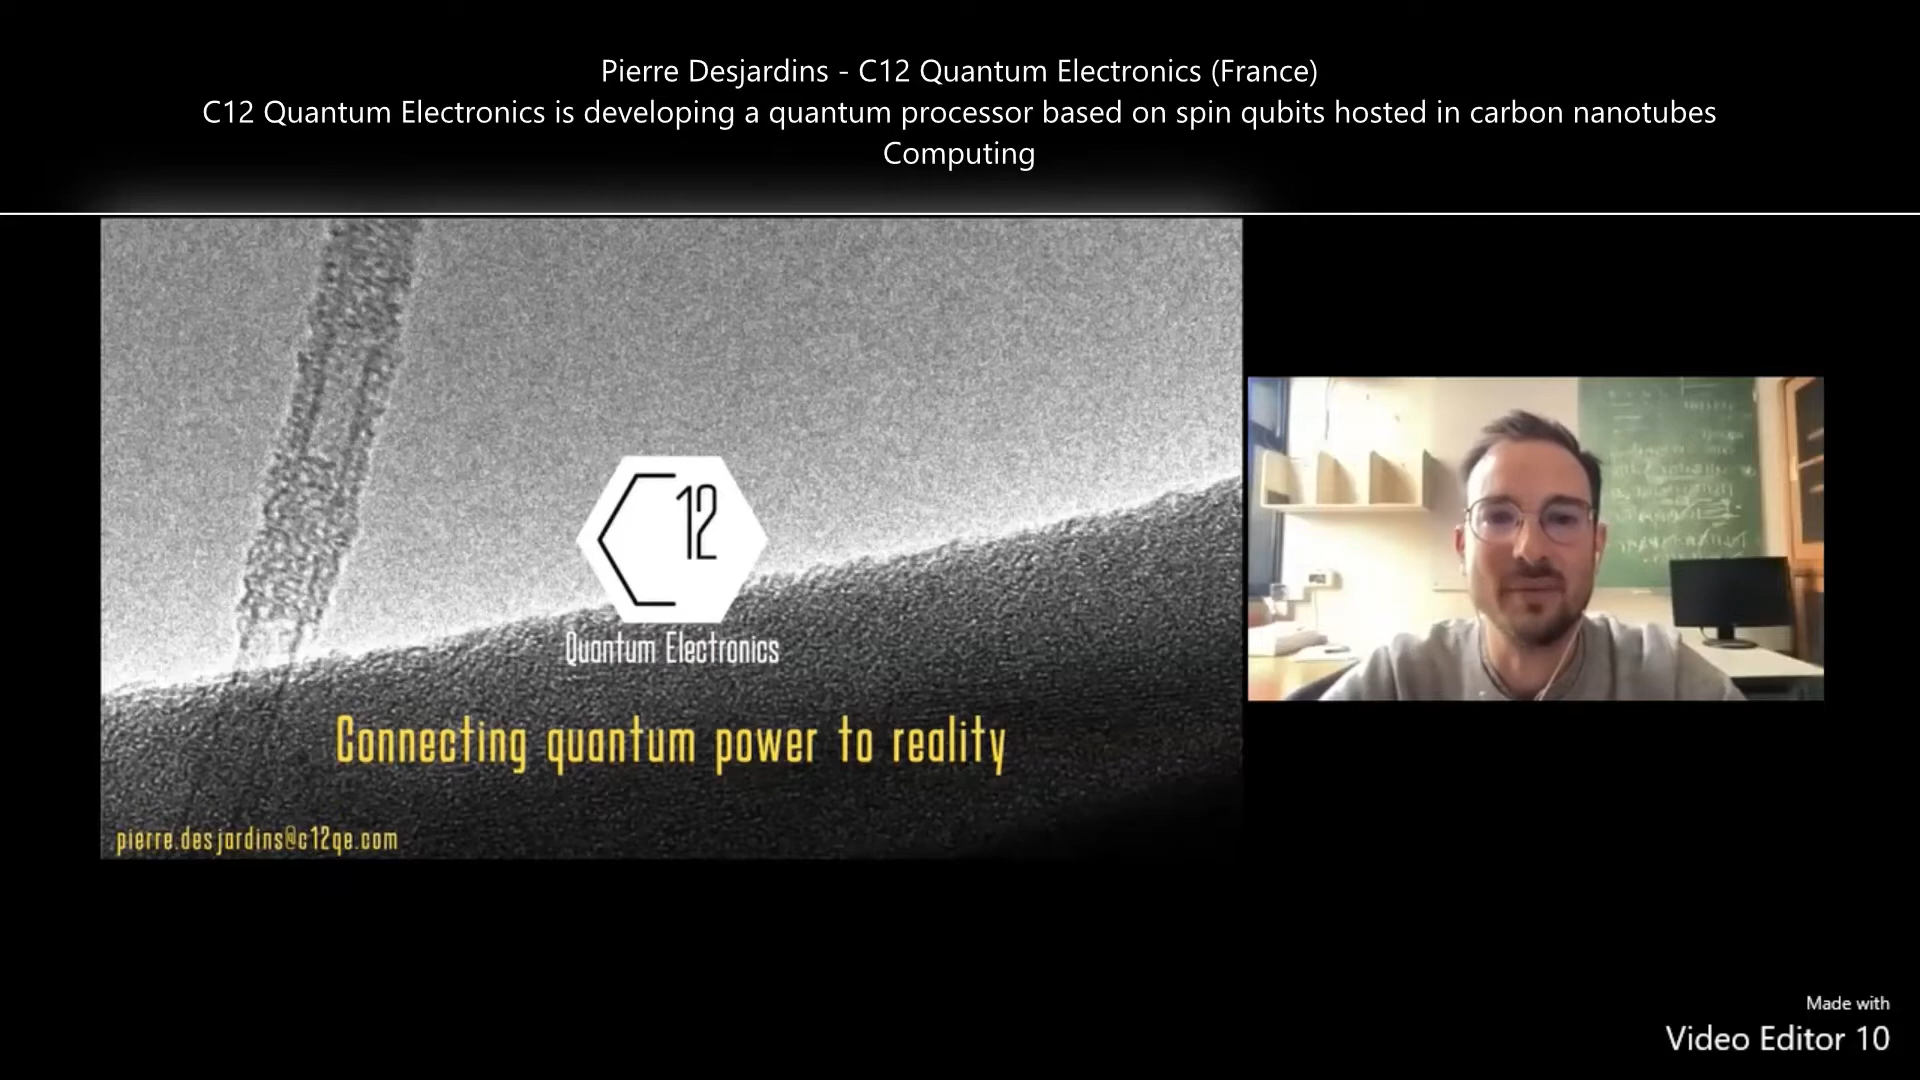 Pierre Desjardins - C12 Quantum Electronics (France)
C12 Quantum Electronics is developing a quantum processor based on spin qubits hosted in carbon nanotubes
Computing
C12
Quantum Electronics
Connecting quantum power to reality
pierre.desjardins@c12qe.com
Made with
Video Editor 10